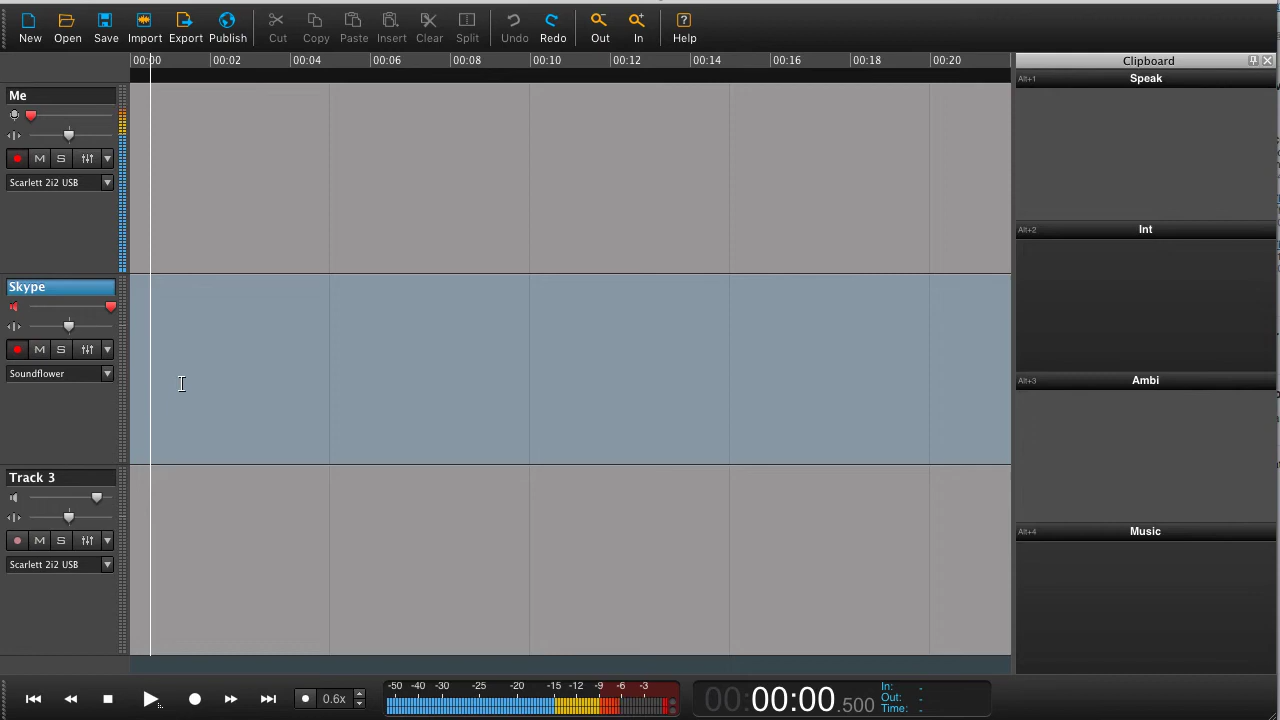 New Open Save Import Export Publish Cut Copy Paste Insert Clear Split Undo Redo Out In Help
00:00 00:02 00:04 00:06 00:08 00:10 00:12 00:14 00:16 00:18 00:20
Clipboard
Me
M S
Scarlett 2i2 USB
Skype
M S
Soundflower
Track 3
M S
Scarlett 2i2 USB
Alt+1 Speak
Alt+2 Int
Alt+3 Ambi
Alt+4 Music
0.6x
-50 -40 -30 -25 -20 -15 -12 -9 -6 -3
00:00:00.500
In: -
Out: -
Time: -